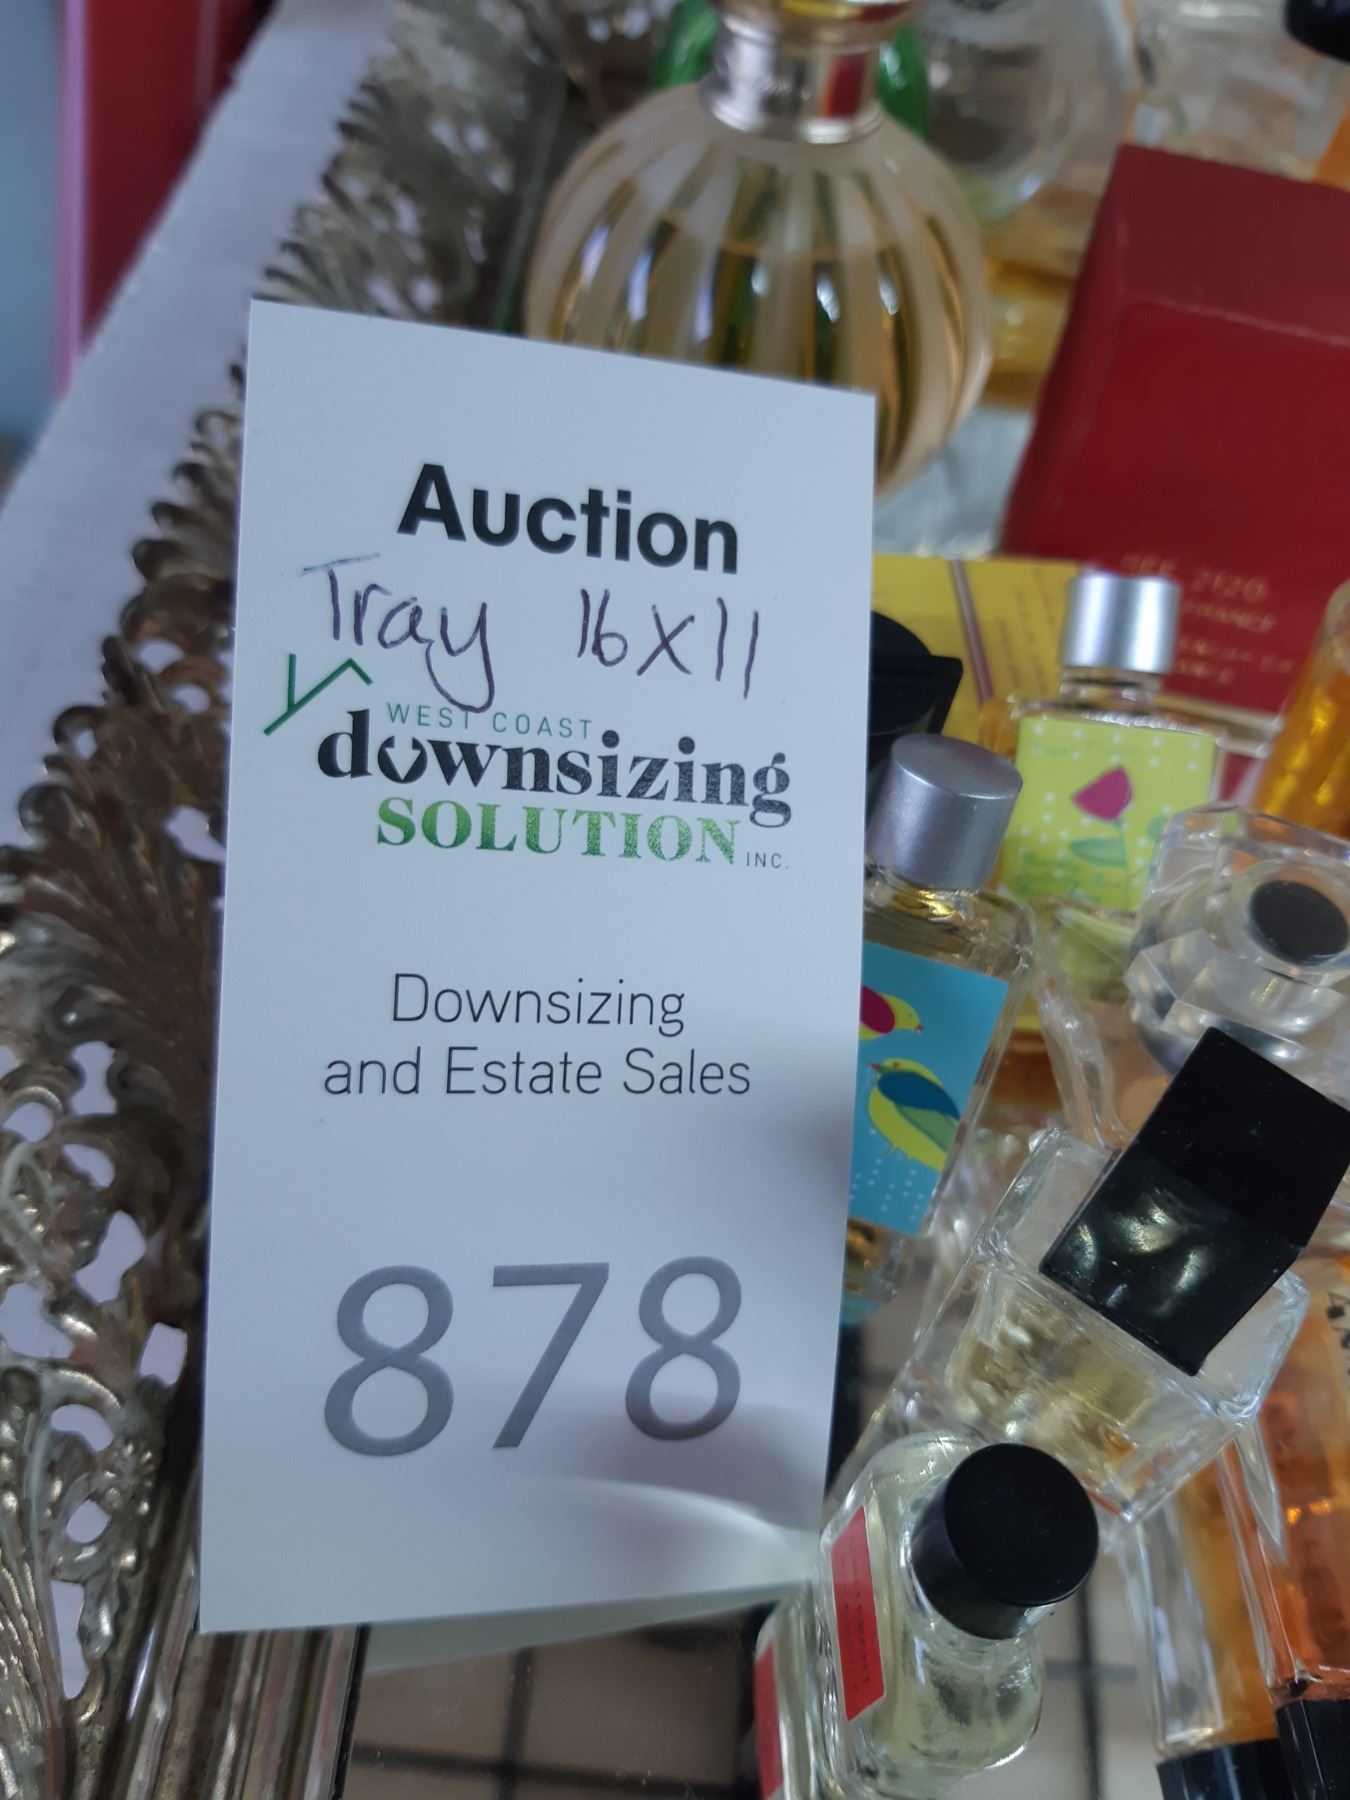 Auction
Tray 16X11
WEST COAST
downsizing
SOLUTION INC.
Downsizing
and Estate Sales
878